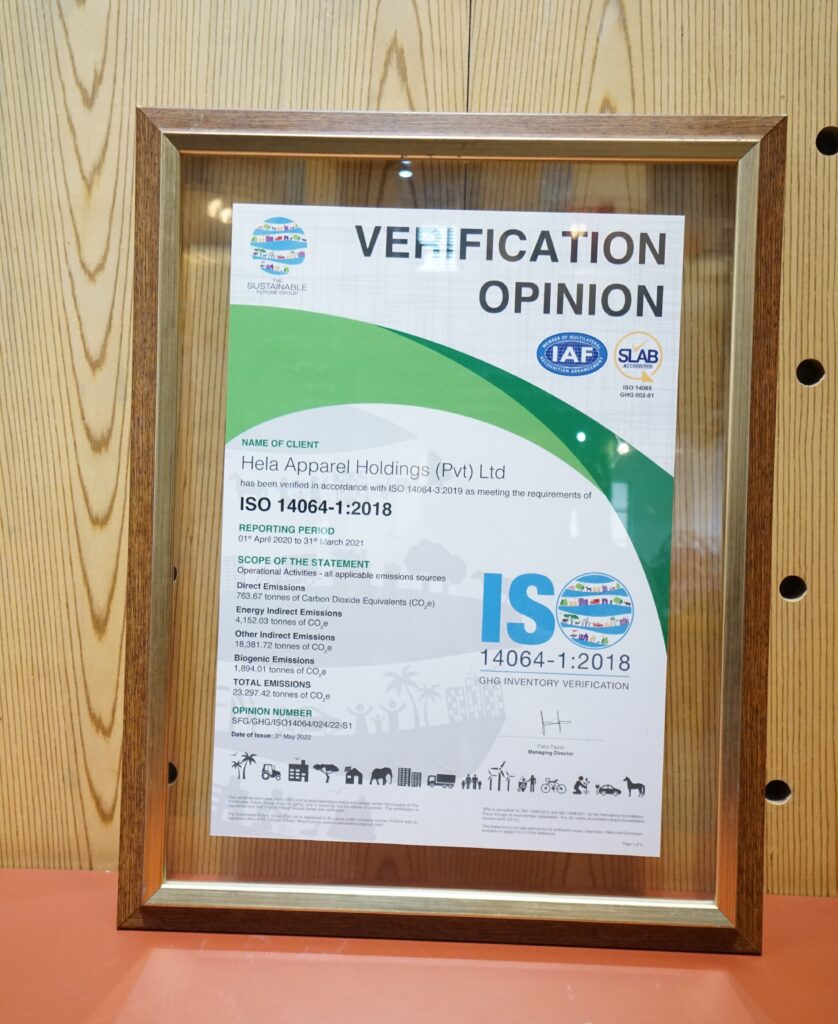 THE
SUSTAINABLE
FUTURE GROUP
VERIFICATION
OPINION
MEMBER OF MULTILATERAL
IAF
RECOGNITION ARRANGEMENT
SLAB
ACCREDITED
ISO 14065
GHG 002-01
NAME OF CLIENT
Hela Apparel Holdings (Pvt) Ltd
has been verified in accordance with ISO 14064-3:2019 as meeting the requirements of
ISO 14064-1:2018
REPORTING PERIOD
01st April 2020 to 31st March 2021
SCOPE OF THE STATEMENT
Operational Activities - all applicable emissions sources
Direct Emissions
763.67 tonnes of Carbon Dioxide Equivalents (CO2e)
Energy Indirect Emissions
4,152.03 tonnes of CO2e
Other Indirect Emissions
18,381.72 tonnes of CO2e
Biogenic Emissions
1,894.01 tonnes of CO2e
TOTAL EMISSIONS
23,297.42 tonnes of CO2e
OPINION NUMBER
SFG/GHG/ISO14064/024/22-S1
Date of Issue: 3rd May 2022
ISO
14064-1:2018
GHG INVENTORY VERIFICATION
Managing Director